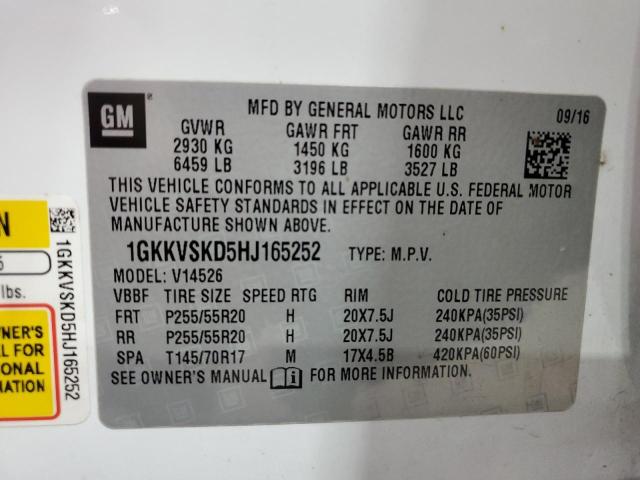 GM
MFD BY GENERAL MOTORS LLC
09/16
GVWR GAWR FRT GAWR RR
2930 KG 1450 KG 1600 KG
6459 LB 3196 LB 3527 LB
THIS VEHICLE CONFORMS TO ALL APPLICABLE U.S. FEDERAL MOTOR
VEHICLE SAFETY STANDARDS IN EFFECT ON THE DATE OF
MANUFACTURE SHOWN ABOVE.
1GKKVSKD5HJ165252 TYPE: M.P.V.
MODEL: V14526
VBBF TIRE SIZE SPEED RTG RIM COLD TIRE PRESSURE
FRT P255/55R20 H 20X7.5J 240KPA(35PSI)
RR P255/55R20 H 20X7.5J 240KPA(35PSI)
SPA T145/70R17 M 17X4.5B 420KPA(60PSI)
SEE OWNER'S MANUAL FOR MORE INFORMATION.
N
lbs.
WNER'S
L FOR
IONAL
MATION
1GKKVSKD5HJ165252